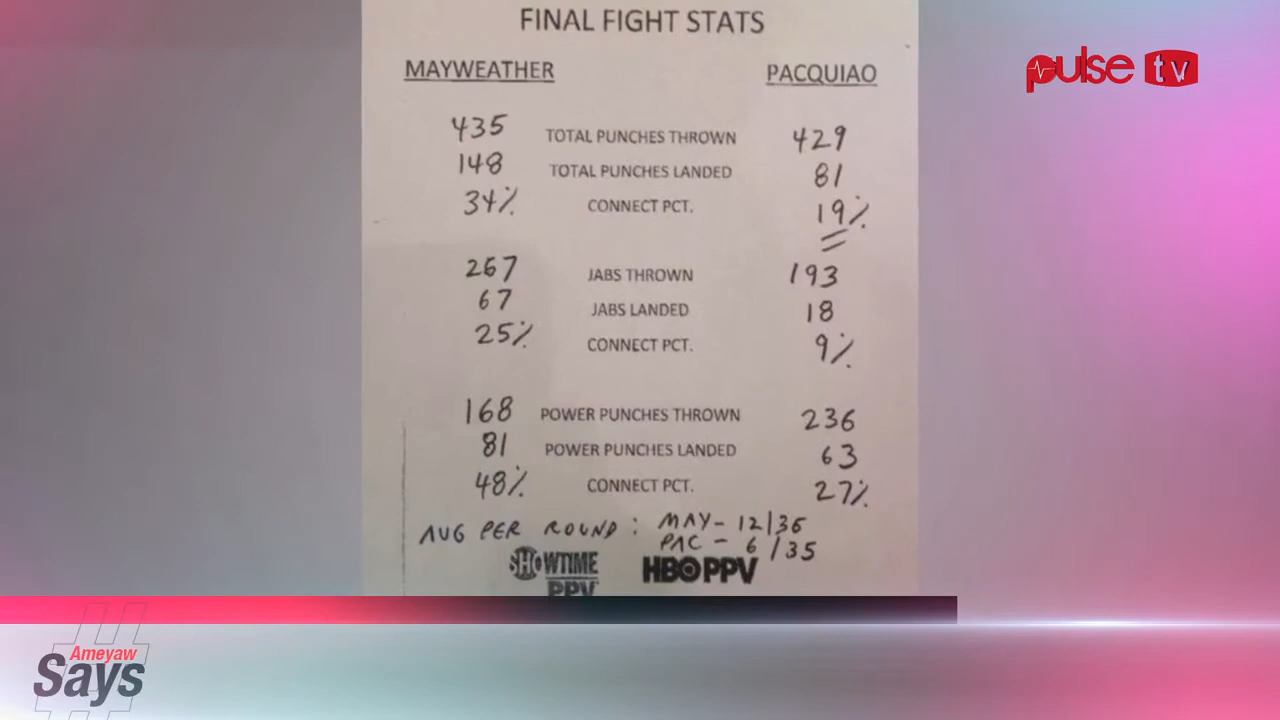 FINAL FIGHT STATS
pulse tv
MAYWEATHER PACQUIAO
435 TOTAL PUNCHES THROWN 429
148 TOTAL PUNCHES LANDED 81
34% CONNECT PCT. 19%
267 JABS THROWN 193
67 JABS LANDED 18
25% CONNECT PCT. 9%
168 POWER PUNCHES THROWN 236
81 POWER PUNCHES LANDED 63
48% CONNECT PCT. 27%
AVG PER ROUND: MAY- 12/36
PAC - 6 /35
SHOWTIME PPV HBO PPV
#
Ameyaw
Says